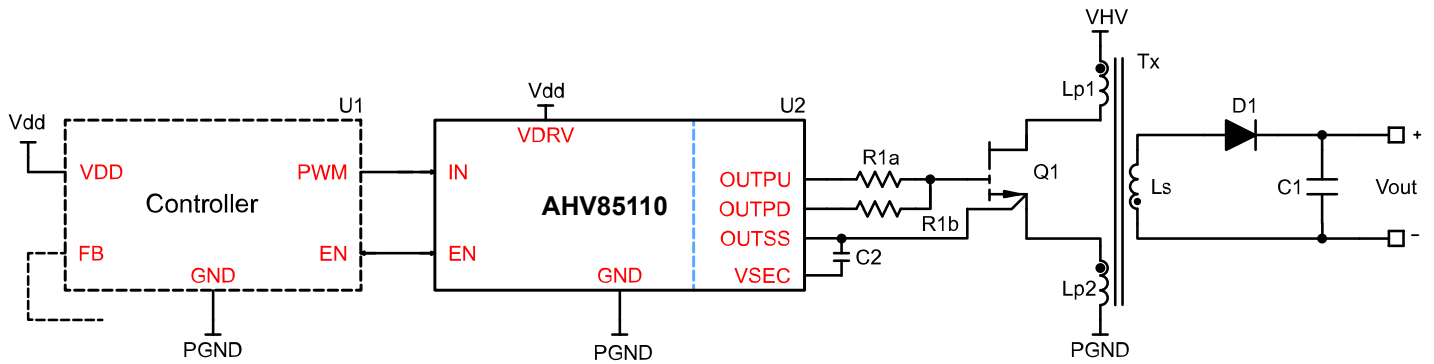 VHV
Tx
Lp1
U1
Vdd
U2
D1
+
Vdd
VDRV
VDD
PWM
IN
OUTPU
R1a
Q1
Ls
C1
Vout
Controller
AHV85110
OUTPD
R1b
FB
EN
EN
OUTSS
C2
−
GND
GND
VSEC
Lp2
PGND
PGND
PGND